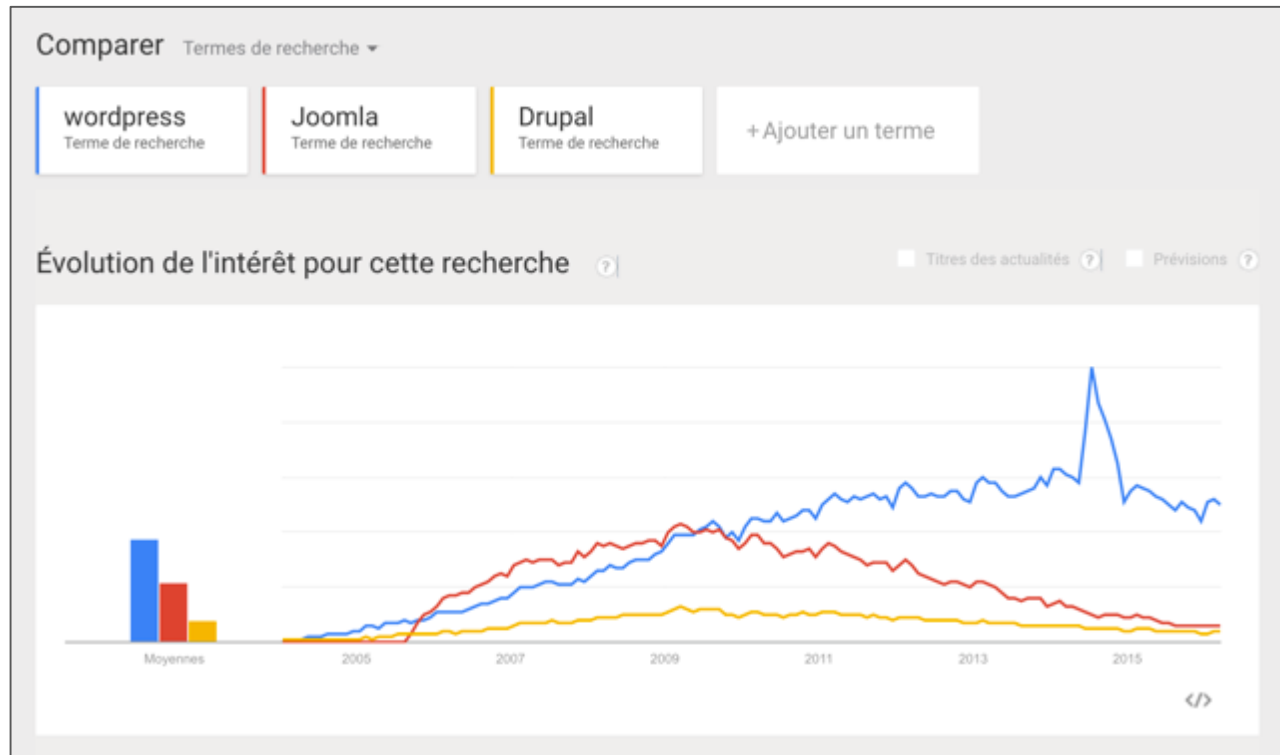 Comparer Termes de recherche
wordpress
Terme de recherche
Joomla
Terme de recherche
Drupal
Terme de recherche
+ Ajouter un terme
Évolution de l'intérêt pour cette recherche ?
Titres des actualités ? Prévisions ?
Moyennes 2005 2007 2009 2011 2013 2015
</>